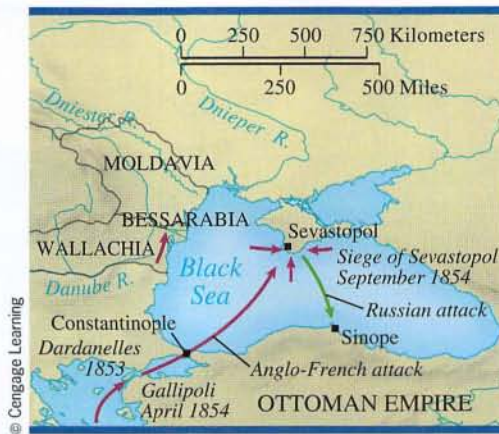 0 250 500 750 Kilometers
0 250 500 Miles
Dniester R.
Dnieper R.
MOLDAVIA
BESSARABIA
Sevastopol
WALLACHIA
Siege of Sevastopol
September 1854
Danube R.
Black
Sea
Russian attack
Constantinople
Sinope
Dardanelles
1853
Anglo-French attack
Gallipoli
April 1854
OTTOMAN EMPIRE
© Cengage Learning